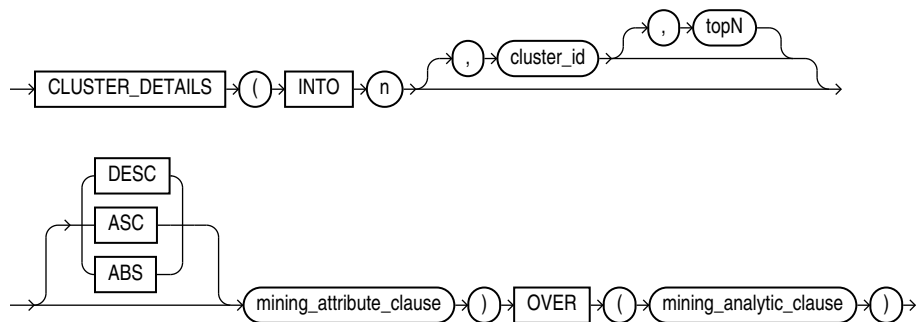 , topN
, cluster_id
CLUSTER_DETAILS ( INTO n
DESC
ASC
ABS
mining_attribute_clause ) OVER ( mining_analytic_clause )